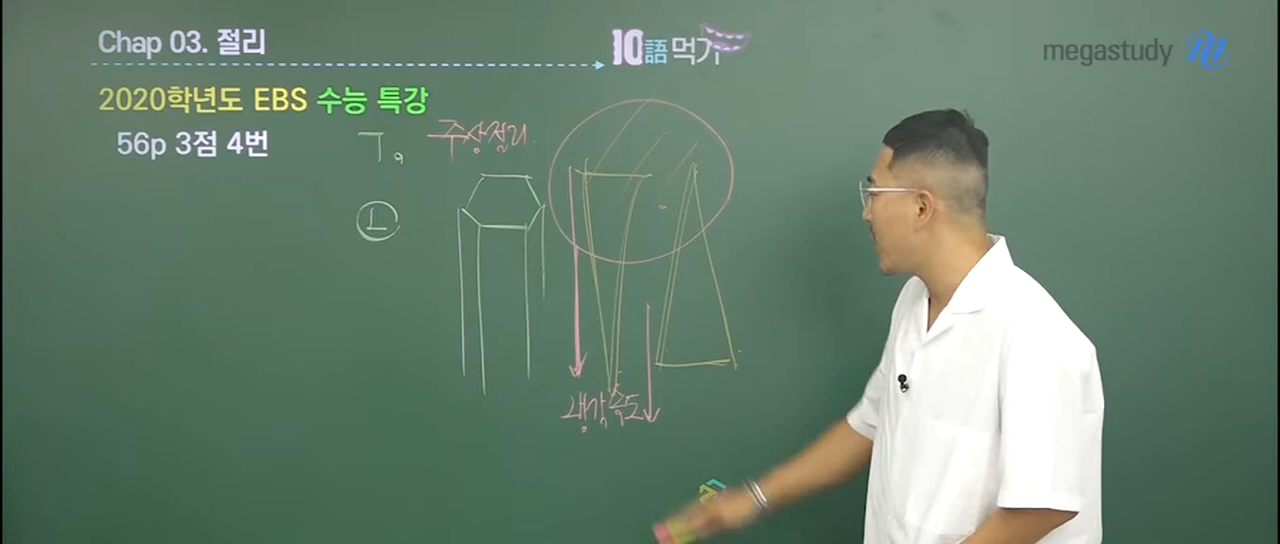 Chap 03. 절리
10語먹기
megastudy
2020학년도 EBS 수능 특강
56p 3점 4번
ㄱ. 주상절리.
ㄴ
냉각속도